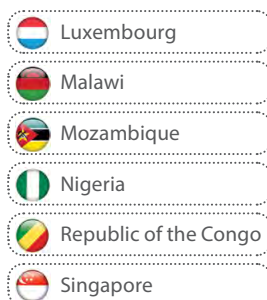 Luxembourg
Malawi
Mozambique
Nigeria
Republic of the Congo
Singapore